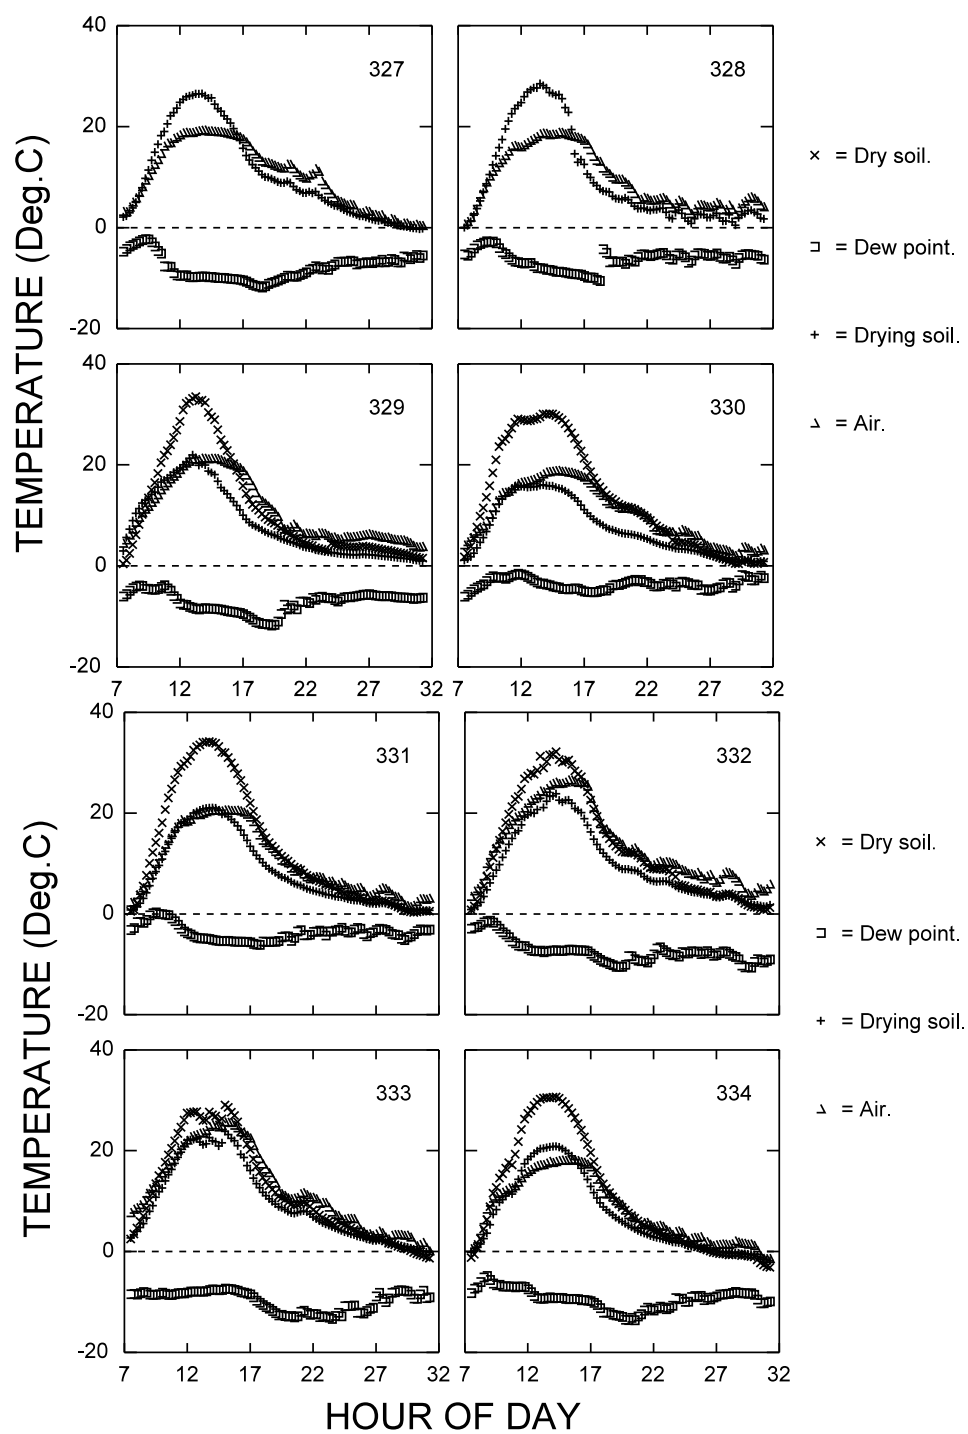 40
327
328
20
0
-20
TEMPERATURE (Deg.C)
× = Dry soil.
= Dew point.
+ = Drying soil.
= Air.
40
329
330
20
0
-20
7 12 17 22 27 32
7 12 17 22 27 32
40
331
332
20
0
-20
TEMPERATURE (Deg.C)
× = Dry soil.
= Dew point.
+ = Drying soil.
= Air.
40
333
334
20
0
-20
7 12 17 22 27 32
7 12 17 22 27 32
HOUR OF DAY